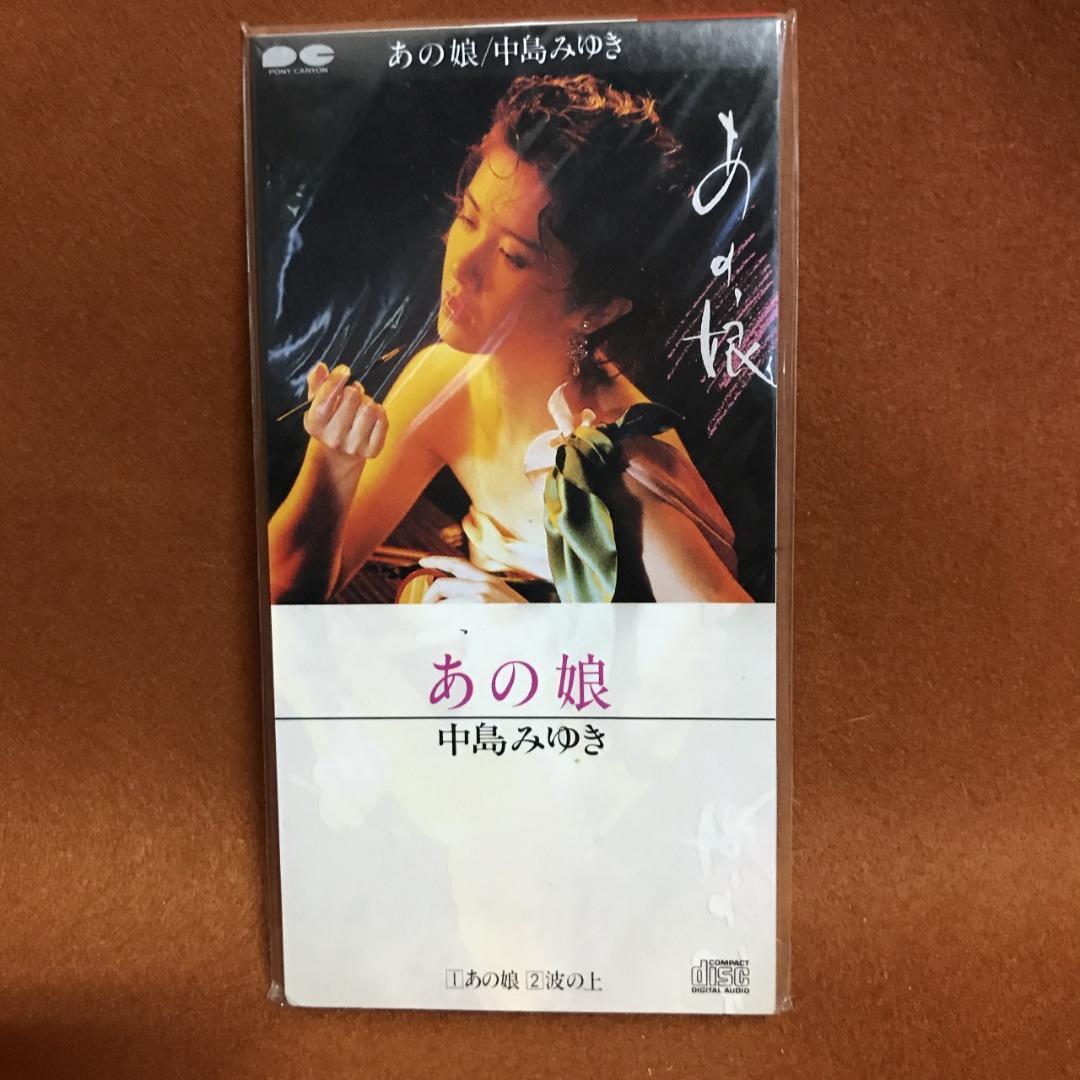 PONY CANYON
あの娘/中島みゆき
あの娘
あの娘
中島みゆき
1あの娘 2波の上
COMPACT
disc
DIGITAL AUDIO